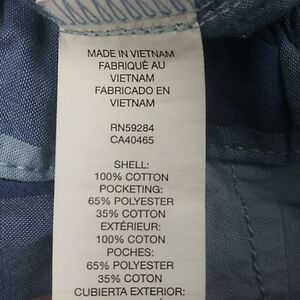 MADE IN VIETNAM
FABRIQUÉ AU
VIETNAM
FABRICADO EN
VIETNAM
RN59284
CA40465
SHELL:
100% COTTON
POCKETING:
65% POLYESTER
35% COTTON
EXTÉRIEUR:
100% COTON
POCHES:
65% POLYESTER
35% COTON
CUBIERTA EXTERIOR: